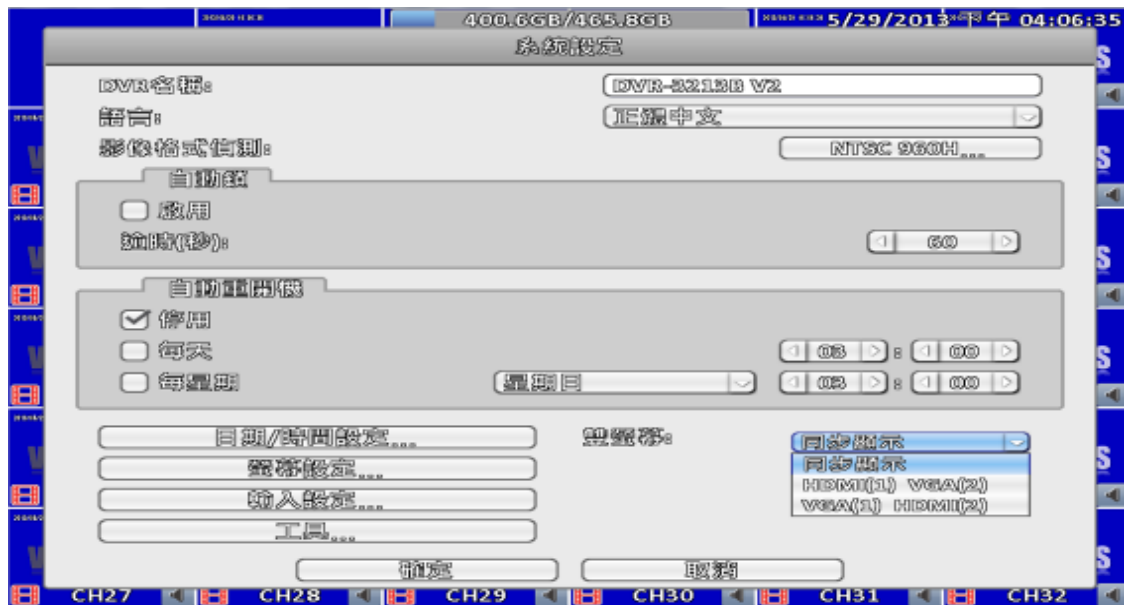 400.6GB/465.8GB 5/29/2013 下午 04:06:35
系統設定
DVR名稱: DVR-3213B V2
語言: 正體中文
影像格式偵測: NTSC 960H...
自動鎖
啟用
逾時(秒): 60
自動重開機
停用
每天 03 : 00
每星期 星期日 03 : 00
日期/時間設定... 雙螢幕: 同步顯示
螢幕設定... 同步顯示
HDMI(1) VGA(2)
輸入設定... VGA(1) HDMI(2)
工具...
確定 取消
CH27 CH28 CH29 CH30 CH31 CH32